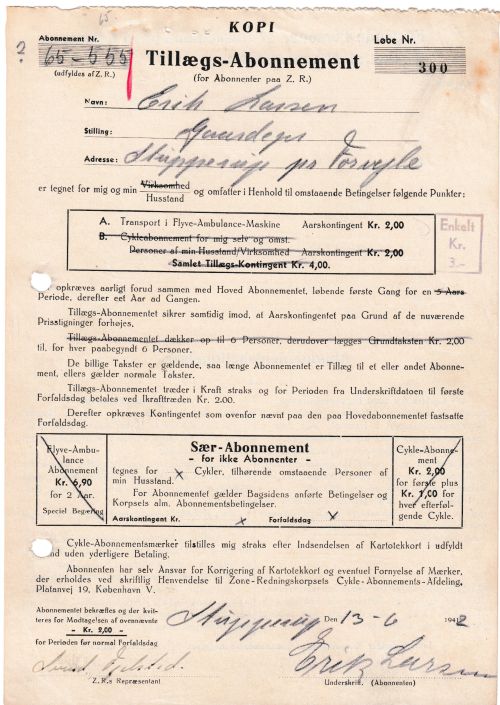 KOPI
Abonnement Nr.
65-555
(udfyldes af Z. R.)
?
Tillægs-Abonnement
(for Abonnenter paa Z. R.)
Løbe Nr.
300
Navn: Erik Larsen
Stilling: Gaardejer
Adresse: Strupperup pr Torvegle
er tegnet for mig og min Virksomhed Husstand og omfatter i Henhold til omstaaende Betingelser følgende Punkter:
A. Transport i Flyve-Ambulance-Maskine Aarskontingent Kr. 2,00
B. Cykleabonnement for mig selv og omst.
Personer af min Husstand/Virksomhed Aarskontingent Kr. 2,00
Samlet Tillægs-Kontingent Kr. 4,00.
Enkelt
Kr.
3.-
opkræves aarligt forud sammen med Hoved Abonnementet, løbende første Gang for en 5 Aars
Periode, derefter eet Aar ad Gangen.
Tillægs-Abonnementet sikrer samtidig imod, at Aarskontingentet paa Grund af de nuværende
Prisstigninger forhøjes.
Tillægs-Abonnementet dækker op til 6 Personer, derudover lægges Grundtaksten Kr. 2,00
til, for hver paabegyndt 6 Personer.
De billige Takster er gældende, saa længe Abonnementet er Tillæg til et eller andet Abonne-
ment, ellers gælder normale Takster.
Tillægs-Abonnementet træder i Kraft straks og for Perioden fra Underskriftdatoen til første
Forfaldsdag betales ved Ikrafttræden Kr. 2.00.
Derefter opkræves Kontingentet som ovenfor nævnt paa den paa Hovedabonnementet fastsatte
Forfaldsdag.
Flyve-Ambu-
lance
Abonnement
Kr. 6,90
for 2 Aar.
Speciel Begæring
Sær-Abonnement
- for ikke Abonnenter -
tegnes for x Cykler, tilhørende omstaaende Personer af
min Husstand.
For Abonnementet gælder Bagsidens anførte Betingelser og
Korpsets alm. Abonnementsbetingelser.
Aarskontingent Kr. x Forfaldsdag x
Cykle-Abonne-
ment
Kr. 2,00
for første plus
Kr. 1,00 for
hver efterføl-
gende Cykle.
Cykle-Abonnementsmærker tilstilles mig straks efter Indsendelsen af Kartotekkort i udfyldt
uden yderligere Betaling.
Abonnenten har selv Ansvar for Korrigering af Kartotekkort og eventuel Fornyelse af Mærker,
der erholdes ved skriftlig Henvendelse til Zone-Redningskorpsets Cykle-Abonnements-Afdeling,
Platanvej 19, København V.
Abonnementet bekræftes og der kvit-
teres for Modtagelsen af ovennævnte
- Kr. 2,00 -
for Perioden før normal Forfaldsdag
Strupperup Den 13-6 1942
Z. R.s Repræsentant
Erik Larsen
Underskrift. (Abonnenten)